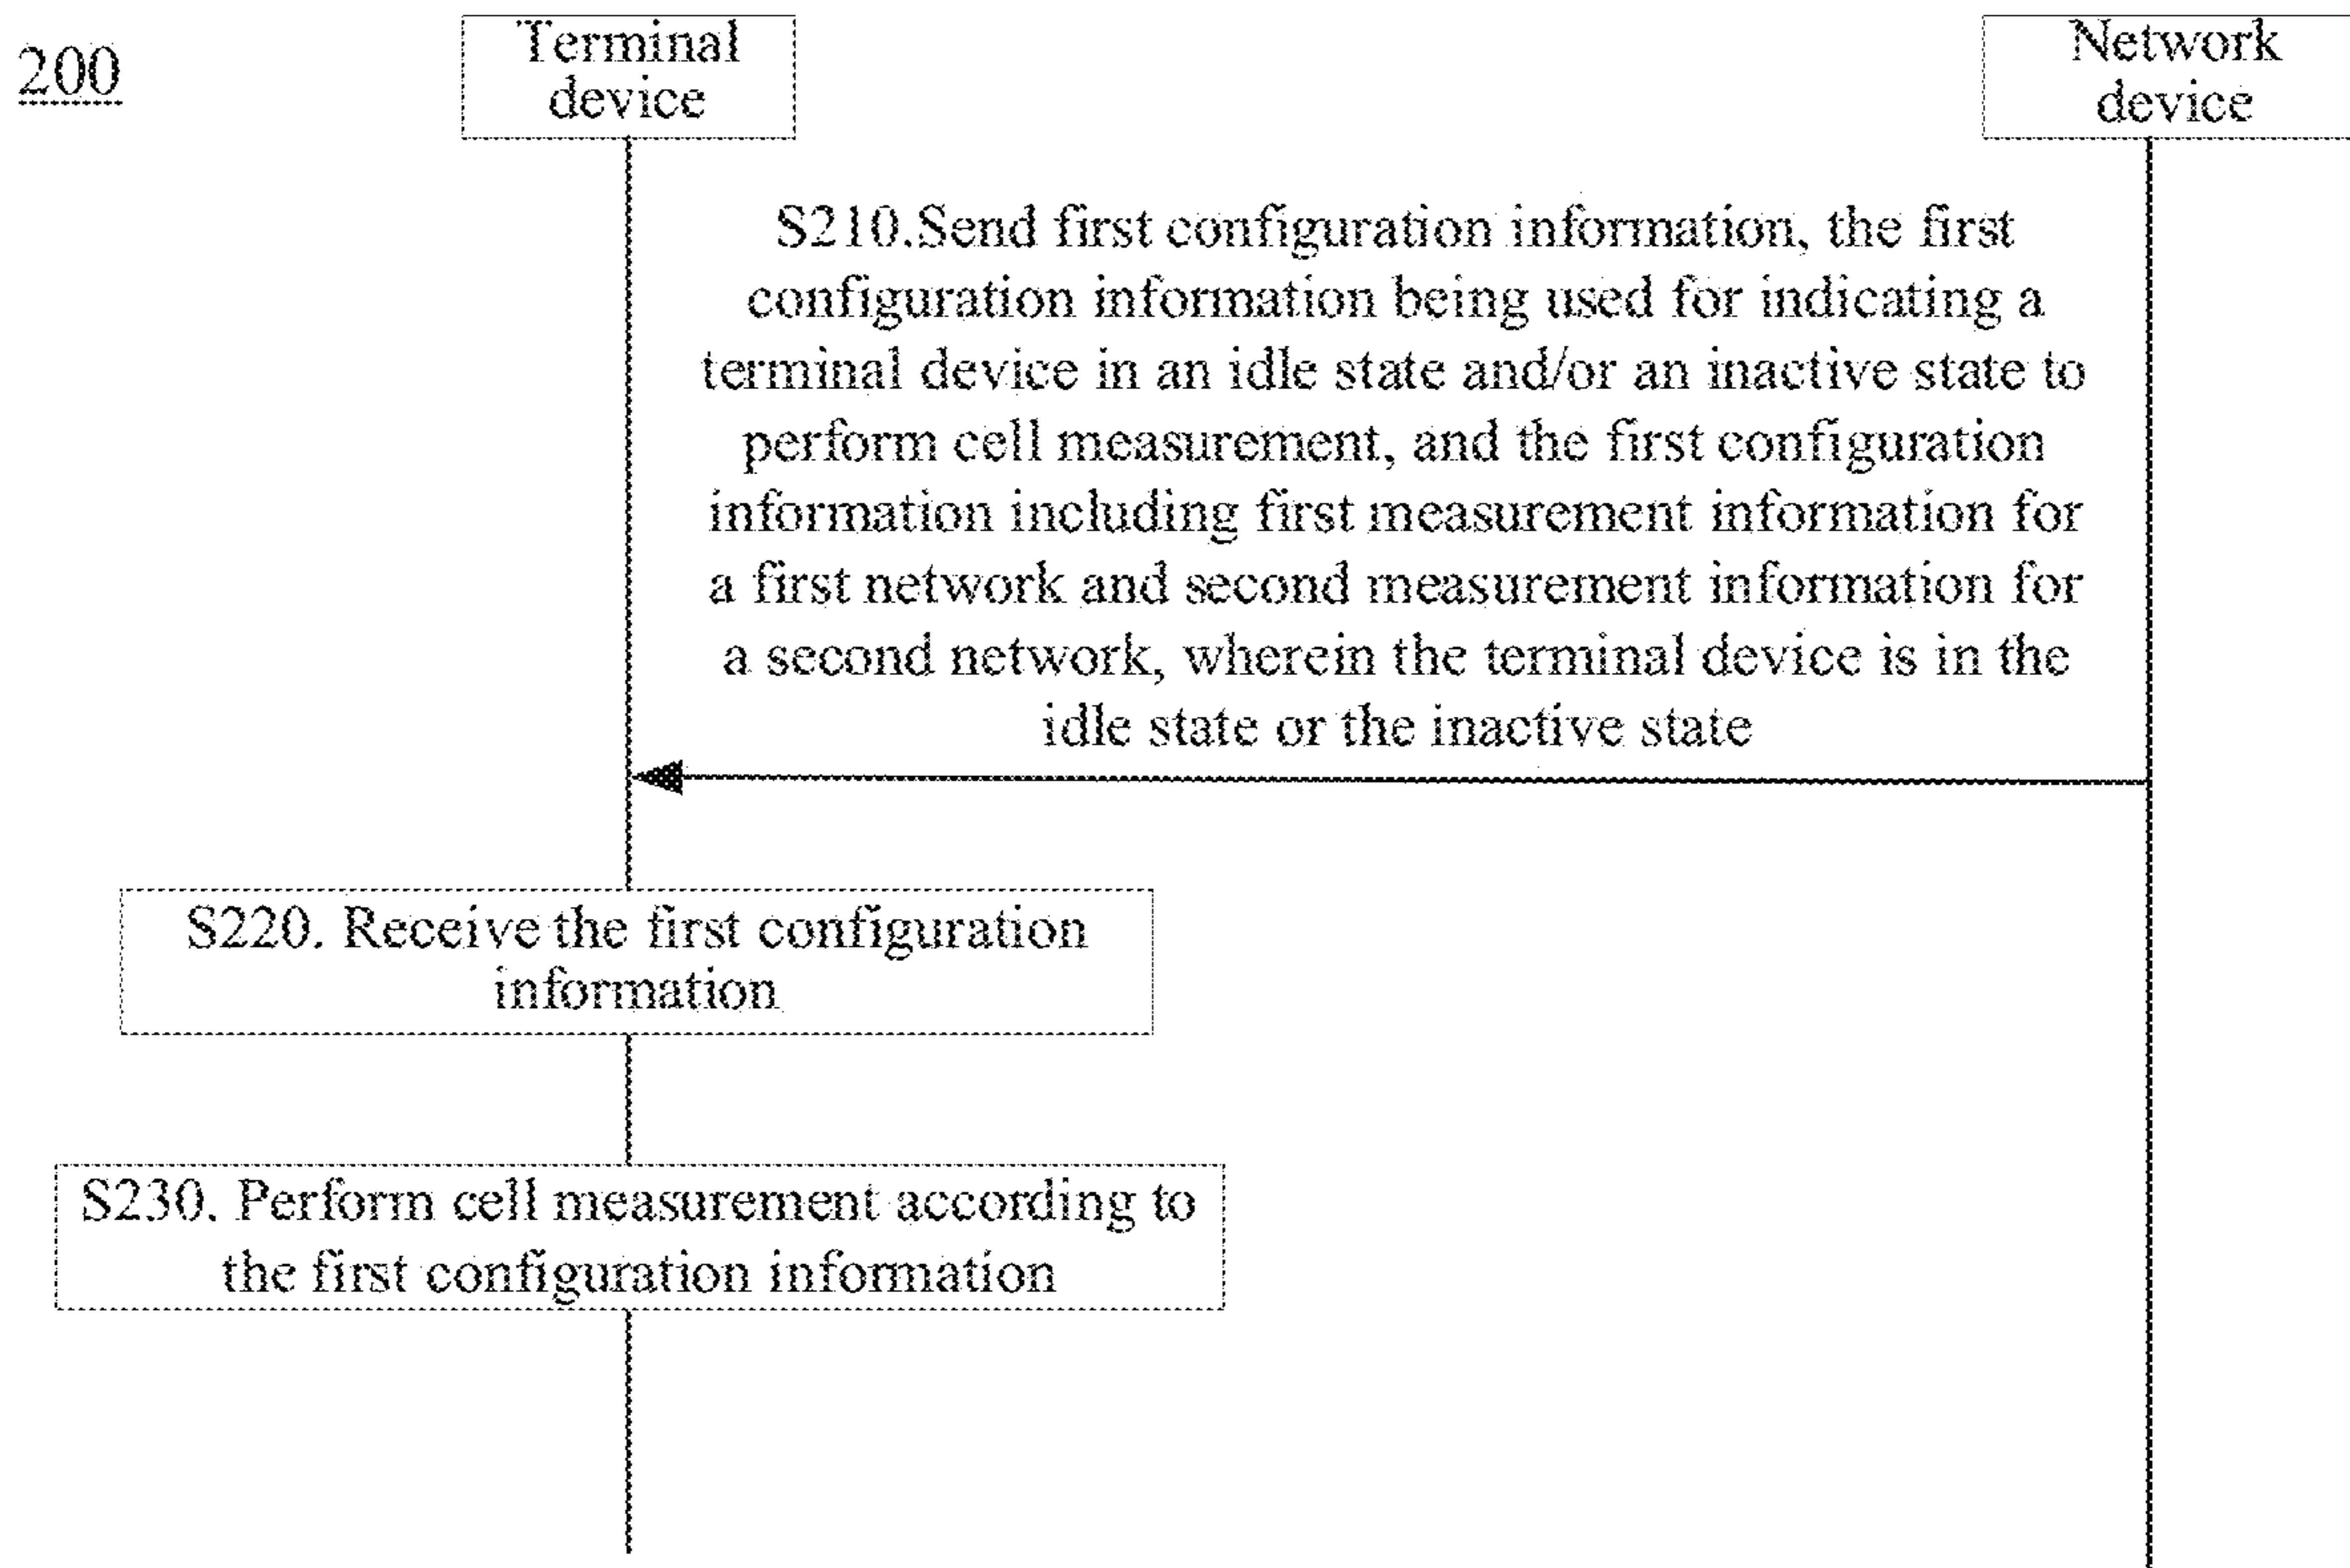 200
Terminal
device
Network
device
S210.Send first configuration information, the first
configuration information being used for indicating a
terminal device in an idle state and/or an inactive state to
perform cell measurement, and the first configuration
information including first measurement information for
a first network and second measurement information for
a second network, wherein the terminal device is in the
idle state or the inactive state
S220. Receive the first configuration
information
S230. Perform cell measurement according to
the first configuration information